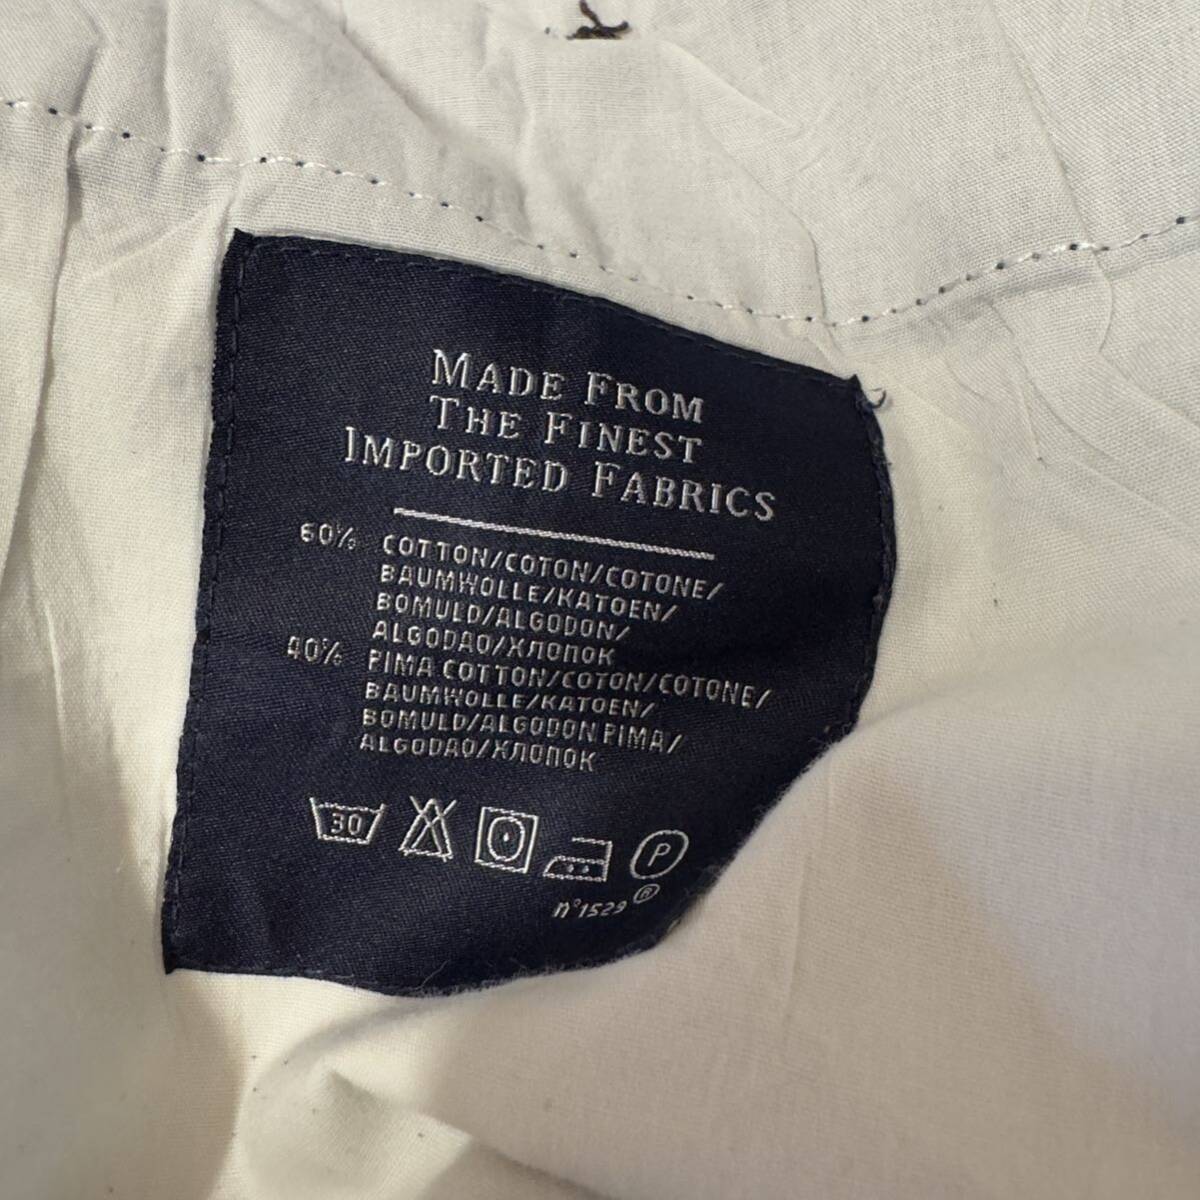 MADE FROM
THE FINEST
IMPORTED FABRICS
60% COTTON/COTON/COTONE/
BAUMWOLLE/KATOEN/
BOMULD/ALGODON/
ALGODAO/ХЛОПОК
40% PIMA COTTON/COTON/COTONE/
BAUMWOLLE/KATOEN/
BOMULD/ALGODON PIMA/
ALGODAO/ХЛОПОК
30 P
n°1529 ®